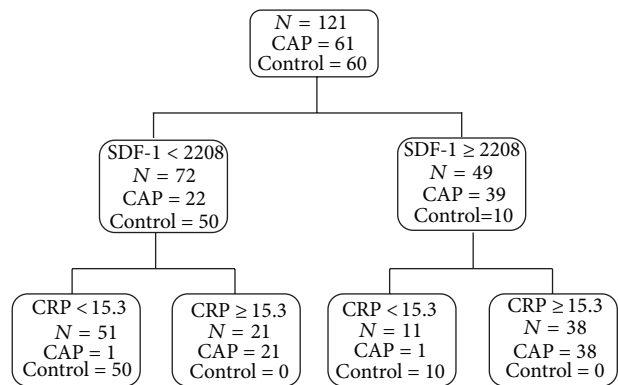 N = 121
CAP = 61
Control = 60
SDF-1 < 2208
N = 72
CAP = 22
Control = 50
SDF-1 ≥ 2208
N = 49
CAP = 39
Control=10
CRP < 15.3
N = 51
CAP = 1
Control = 50
CRP ≥ 15.3
N = 21
CAP = 21
Control = 0
CRP < 15.3
N = 11
CAP = 1
Control = 10
CRP ≥ 15.3
N = 38
CAP = 38
Control = 0